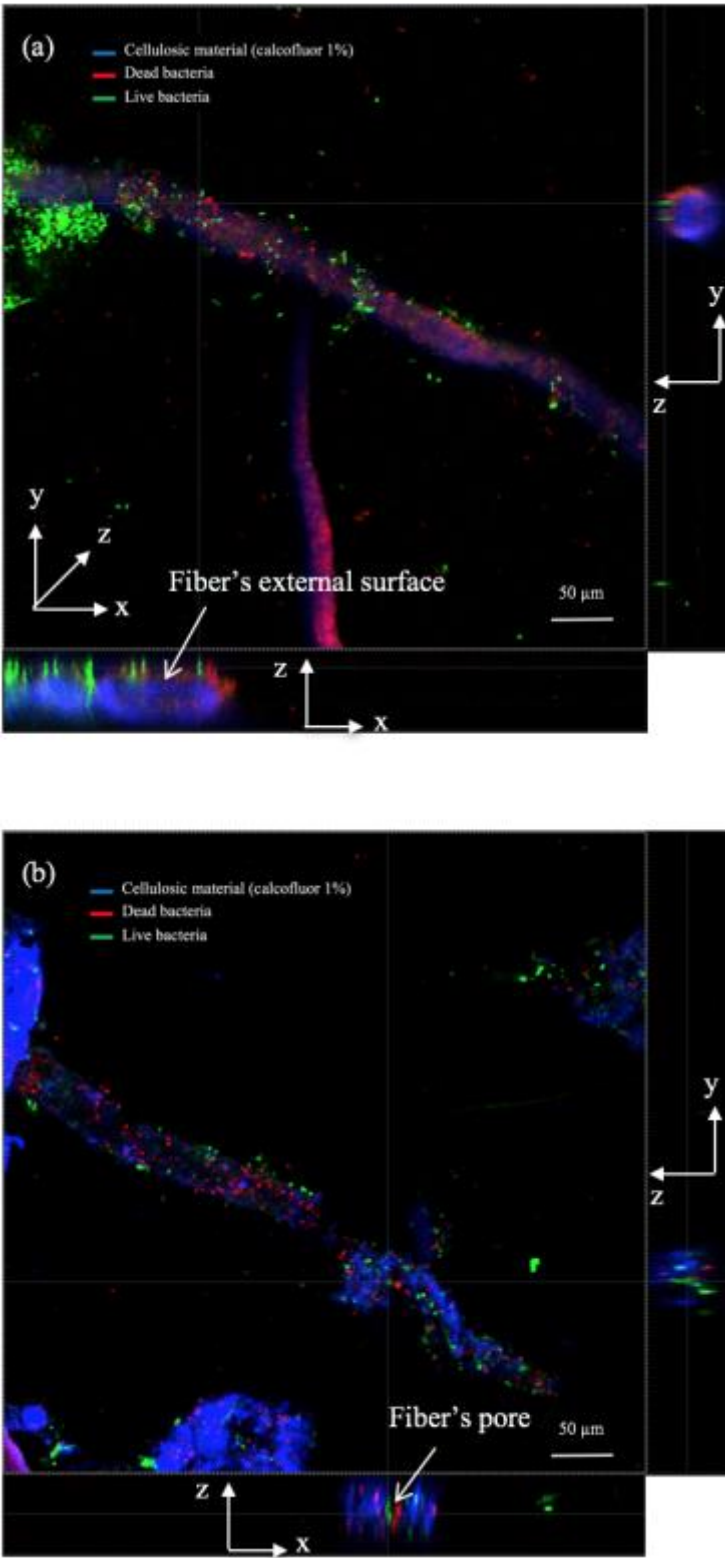 (a)
Cellulosic material (calcofluor 1%)
Dead bacteria
Live bacteria
y
z
y
z
x
Fiber's external surface
50 µm
z
x
(b)
Cellulosic material (calcofluor 1%)
Dead bacteria
Live bacteria
y
z
Fiber's pore
50 µm
z
x